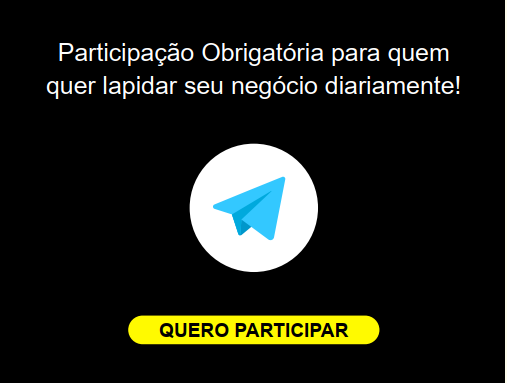 Participação Obrigatória para quem
quer lapidar seu negócio diariamente!
QUERO PARTICIPAR